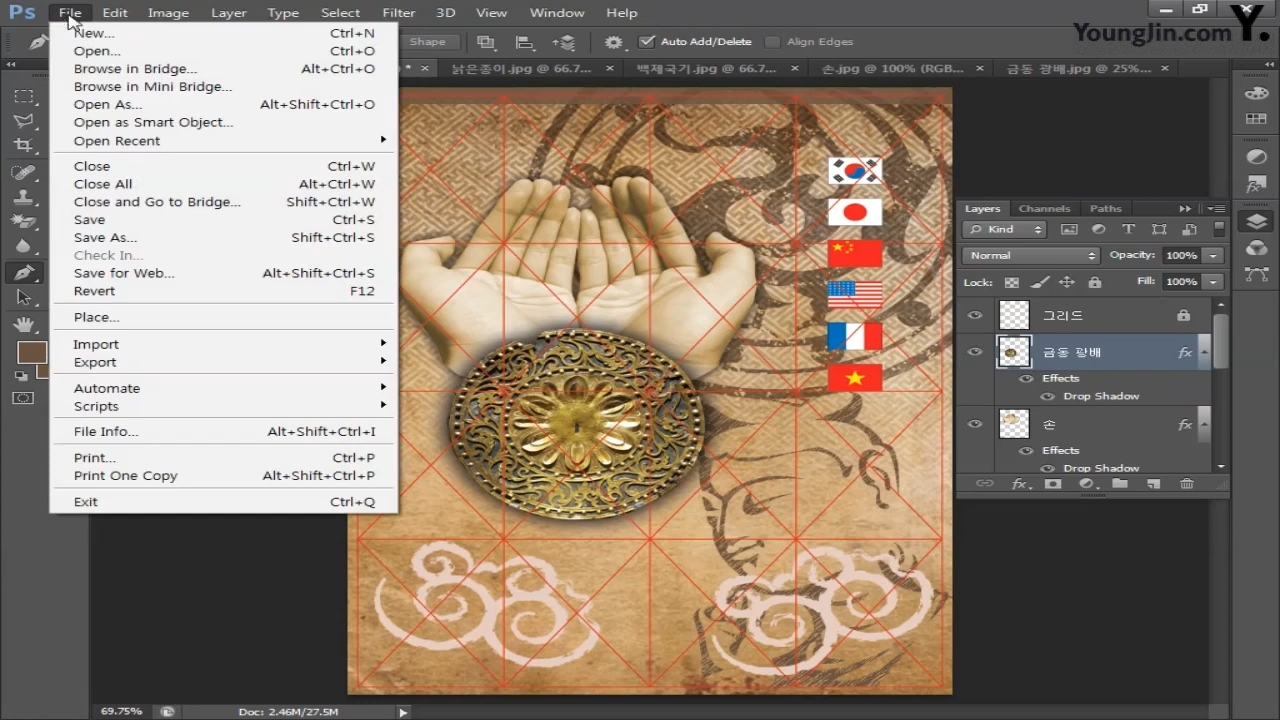 Ps File Edit Image Layer Type Select Filter 3D View Window Help
YoungJin.com Y.
Shape Auto Add/Delete Align Edges
* 낡은종이.jpg @ 66.7... 백제국기.jpg @ 66.7... 손.jpg @ 100% (RGB... 금동 광배.jpg @ 25%...
New... Ctrl+N
Open... Ctrl+O
Browse in Bridge... Alt+Ctrl+O
Browse in Mini Bridge...
Open As... Alt+Shift+Ctrl+O
Open as Smart Object...
Open Recent
Close Ctrl+W
Close All Alt+Ctrl+W
Close and Go to Bridge... Shift+Ctrl+W
Save Ctrl+S
Save As... Shift+Ctrl+S
Check In...
Save for Web... Alt+Shift+Ctrl+S
Revert F12
Place...
Import
Export
Automate
Scripts
File Info... Alt+Shift+Ctrl+I
Print... Ctrl+P
Print One Copy Alt+Shift+Ctrl+P
Exit Ctrl+Q
Layers Channels Paths
Kind
Normal Opacity: 100%
Lock: Fill: 100%
그리드
금동 광배 fx
Effects
Drop Shadow
손 fx
Effects
Drop Shadow
fx
69.75% Doc: 2.46M/27.5M